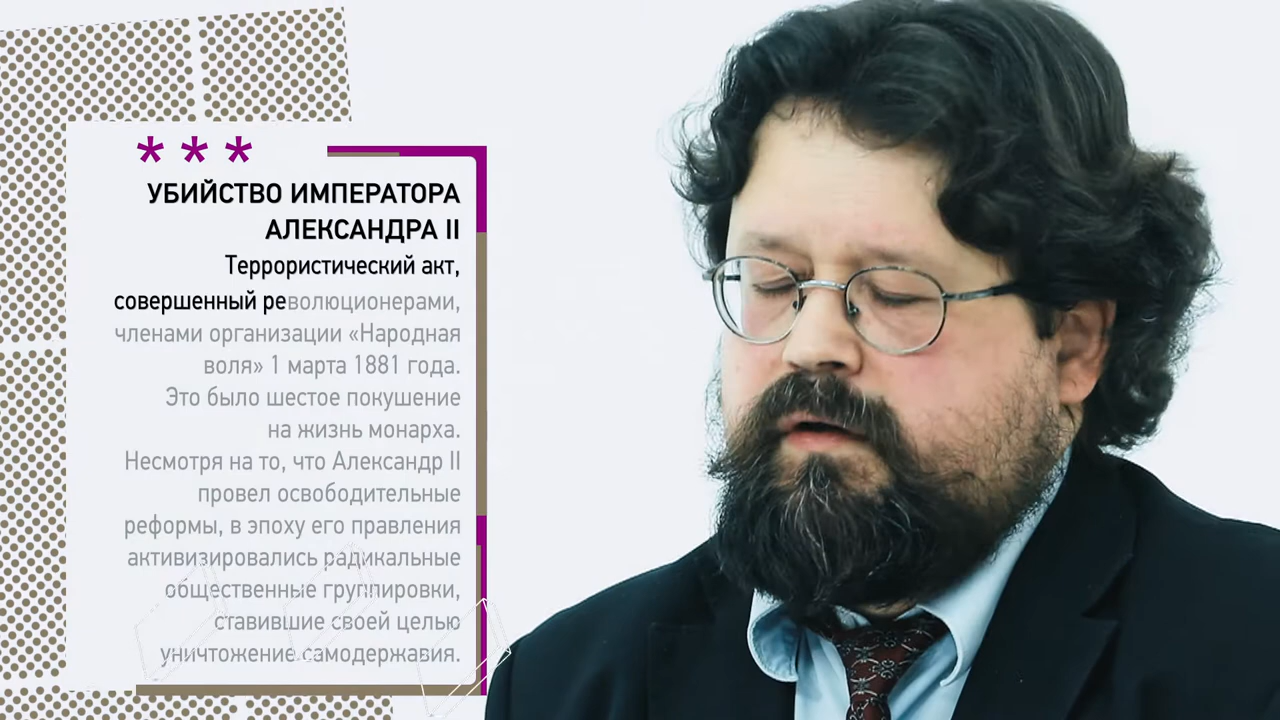 ***
УБИЙСТВО ИМПЕРАТОРА
АЛЕКСАНДРА II
Террористический акт,
совершенный революционерами,
членами организации «Народная
воля» 1 марта 1881 года.
Это было шестое покушение
на жизнь монарха.
Несмотря на то, что Александр II
провел освободительные
реформы, в эпоху его правления
активизировались радикальные
общественные группировки,
ставившие своей целью
уничтожение самодержавия.